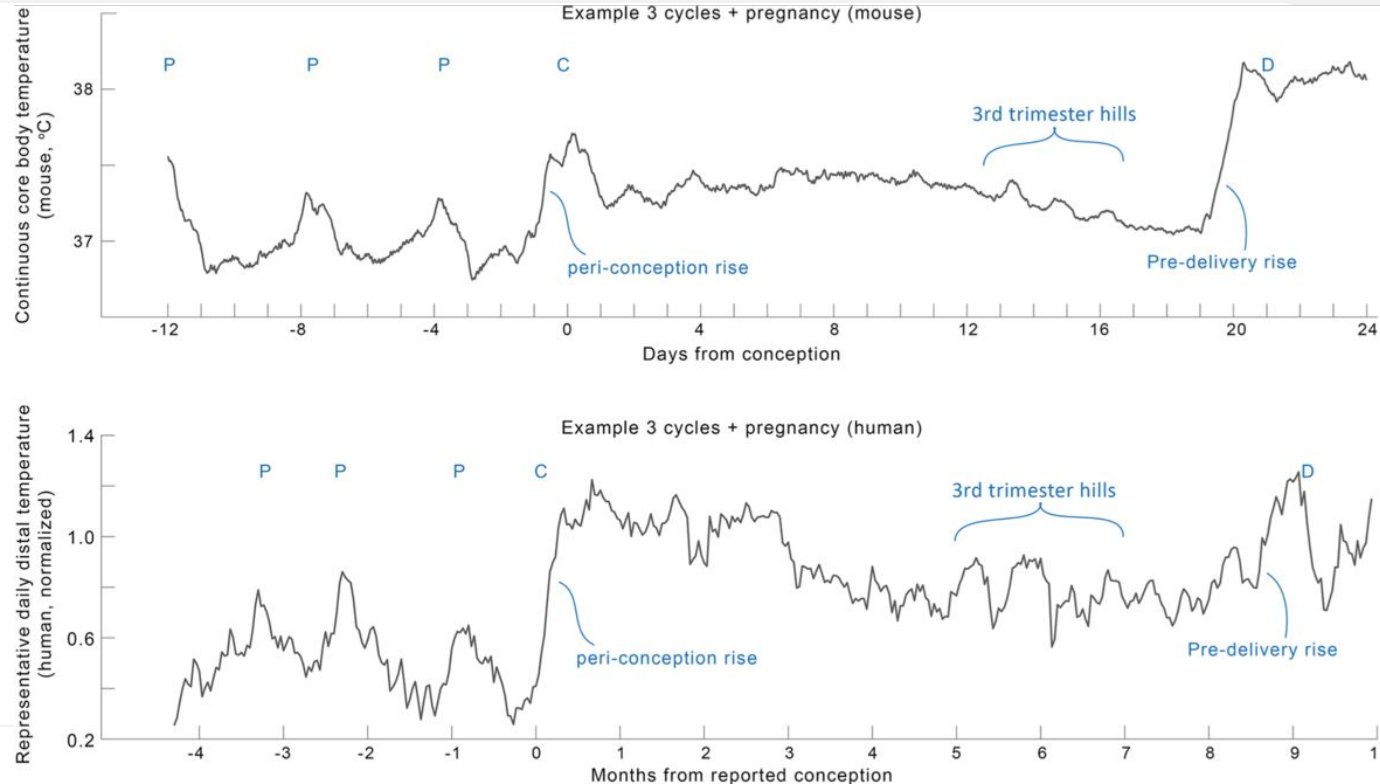 Example 3 cycles + pregnancy (mouse)
Continuous core body temperature
(mouse, °C)
38
37
P
P
P
C
D
3rd trimester hills
peri-conception rise
Pre-delivery rise
-12
-8
-4
0
4
8
12
16
20
24
Days from conception
Example 3 cycles + pregnancy (human)
Representative daily distal temperature
(human, normalized)
1.4
1.0
0.6
0.2
P
P
P
C
D
3rd trimester hills
peri-conception rise
Pre-delivery rise
-4
-3
-2
-1
0
1
2
3
4
5
6
7
8
9
1
Months from reported conception